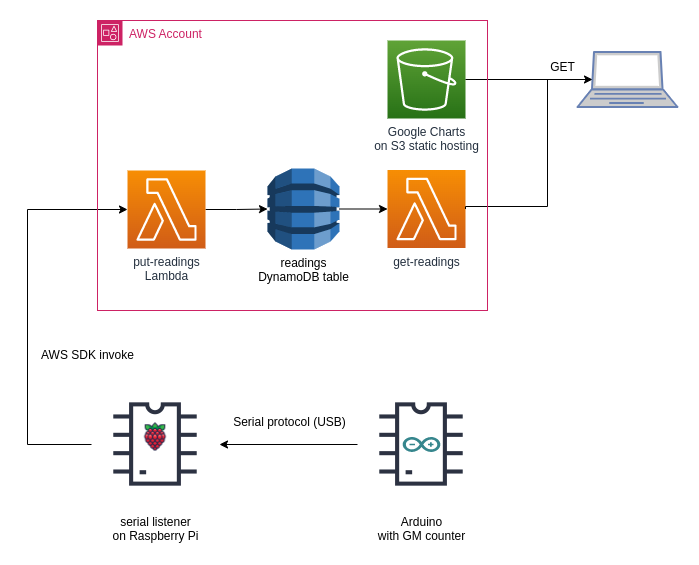 AWS Account
GET
Google Charts
on S3 static hosting
put-readings
Lambda
readings
DynamoDB table
get-readings
AWS SDK invoke
Serial protocol (USB)
serial listener
on Raspberry Pi
Arduino
with GM counter